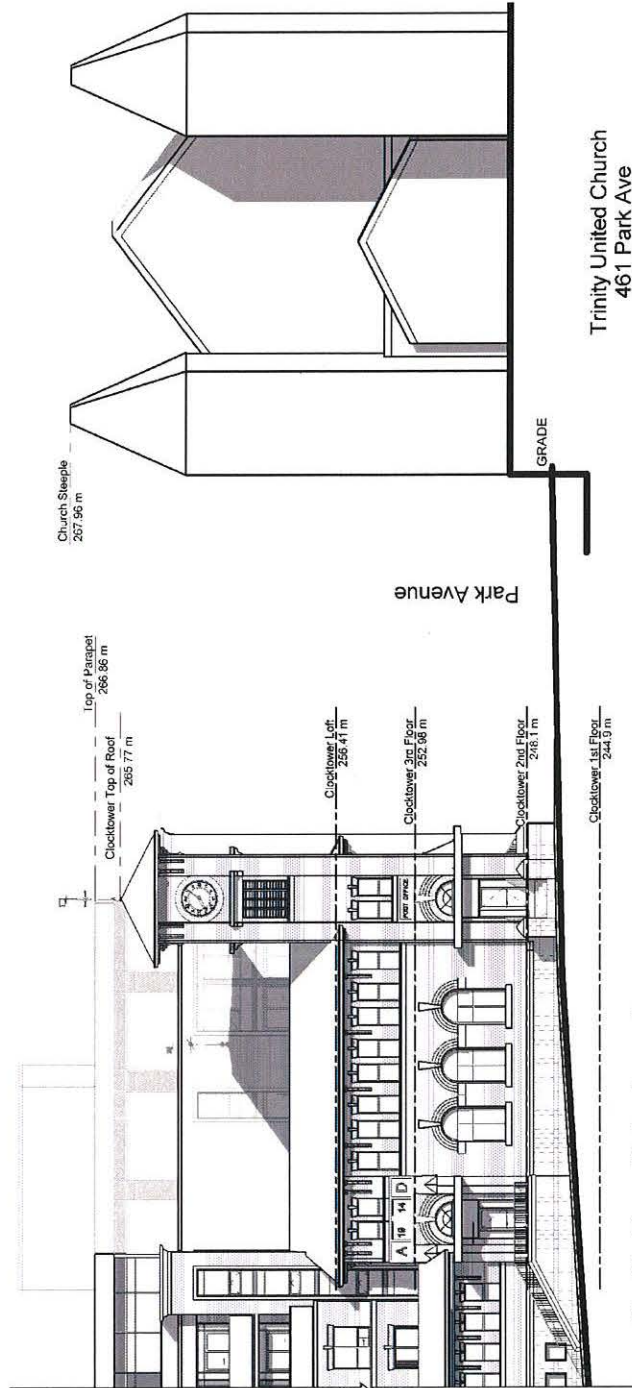 Church Steeple
267.96 m
Top of Parapet
266.86 m
Clocktower Top of Roof
265.77 m
Clocktower Loft
256.41 m
Clocktower 3rd Floor
252.98 m
Clocktower 2nd Floor
248.1 m
Clocktower 1st Floor
244.9 m
POST OFFICE
A 19 14 D
Park Avenue
GRADE
Trinity United Church
461 Park Ave